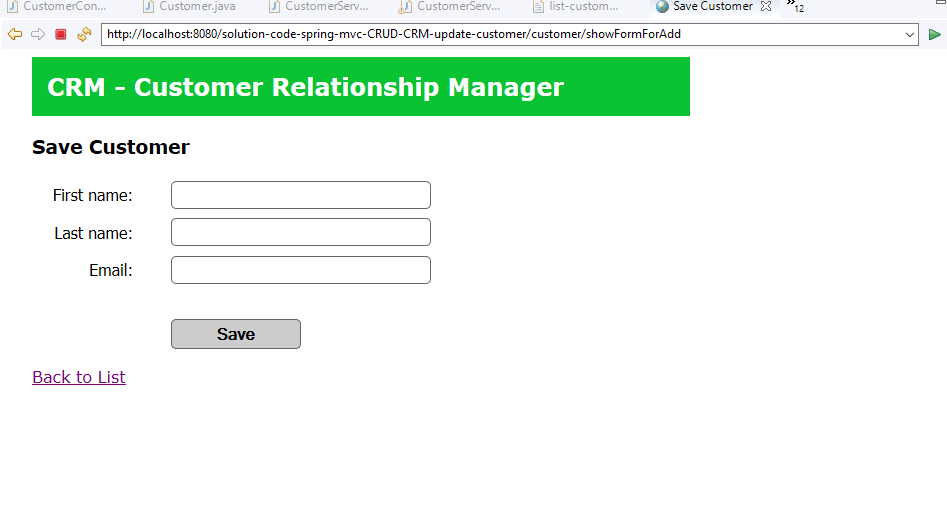 CustomerCon... Customer.java CustomerServ... CustomerServ... list-custom... Save Customer 12
http://localhost:8080/solution-code-spring-mvc-CRUD-CRM-update-customer/customer/showFormForAdd
CRM - Customer Relationship Manager
Save Customer
First name:
Last name:
Email:
Save
Back to List